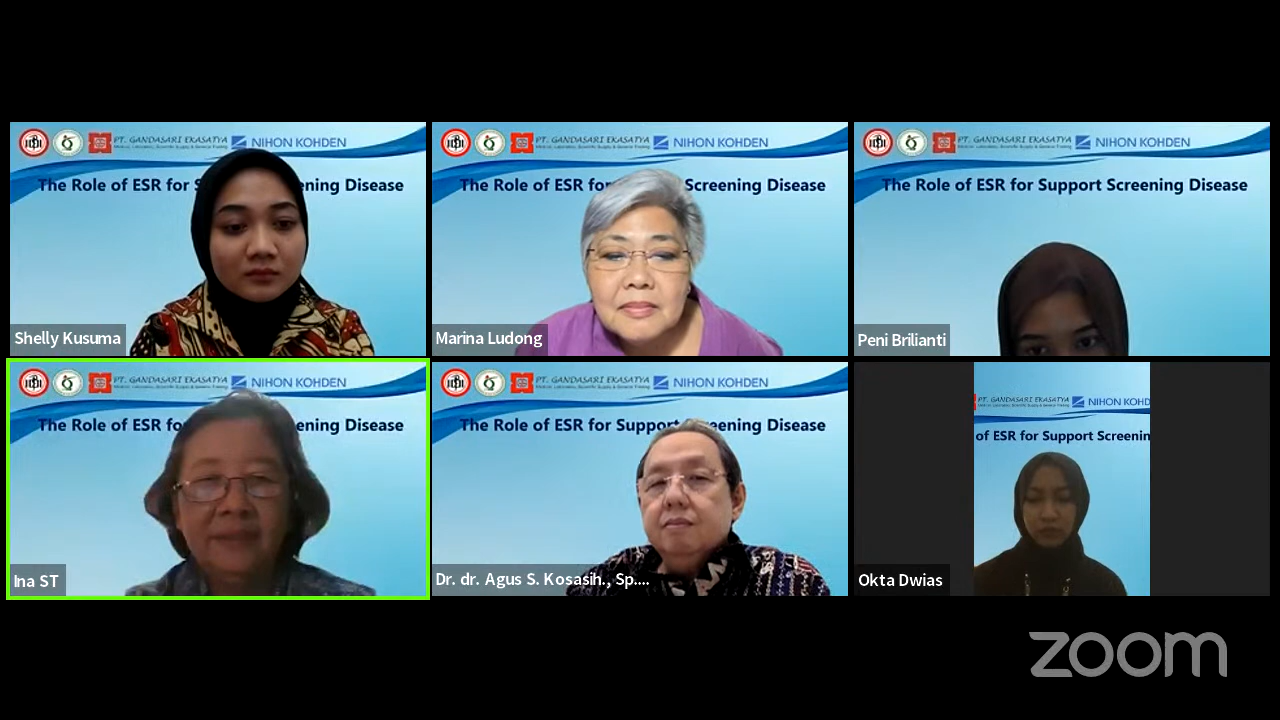 PT. GANDASARI EKASATYA NIHON KOHDEN
The Role of ESR for S ening Disease
Shelly Kusuma
PT. GANDASARI EKASATYA NIHON KOHDEN
The Role of ESR for Screening Disease
Marina Ludong
PT. GANDASARI EKASATYA NIHON KOHDEN
The Role of ESR for Support Screening Disease
Peni Brilianti
PT. GANDASARI EKASATYA NIHON KOHDEN
The Role of ESR fo ening Disease
Ina ST
PT. GANDASARI EKASATYA NIHON KOHDEN
The Role of ESR for Support Screening Disease
Dr. dr. Agus S. Kosasih., Sp....
PT. GANDASARI EKASATYA NIHON KOHD
of ESR for Support Screenin
Okta Dwias
zoom